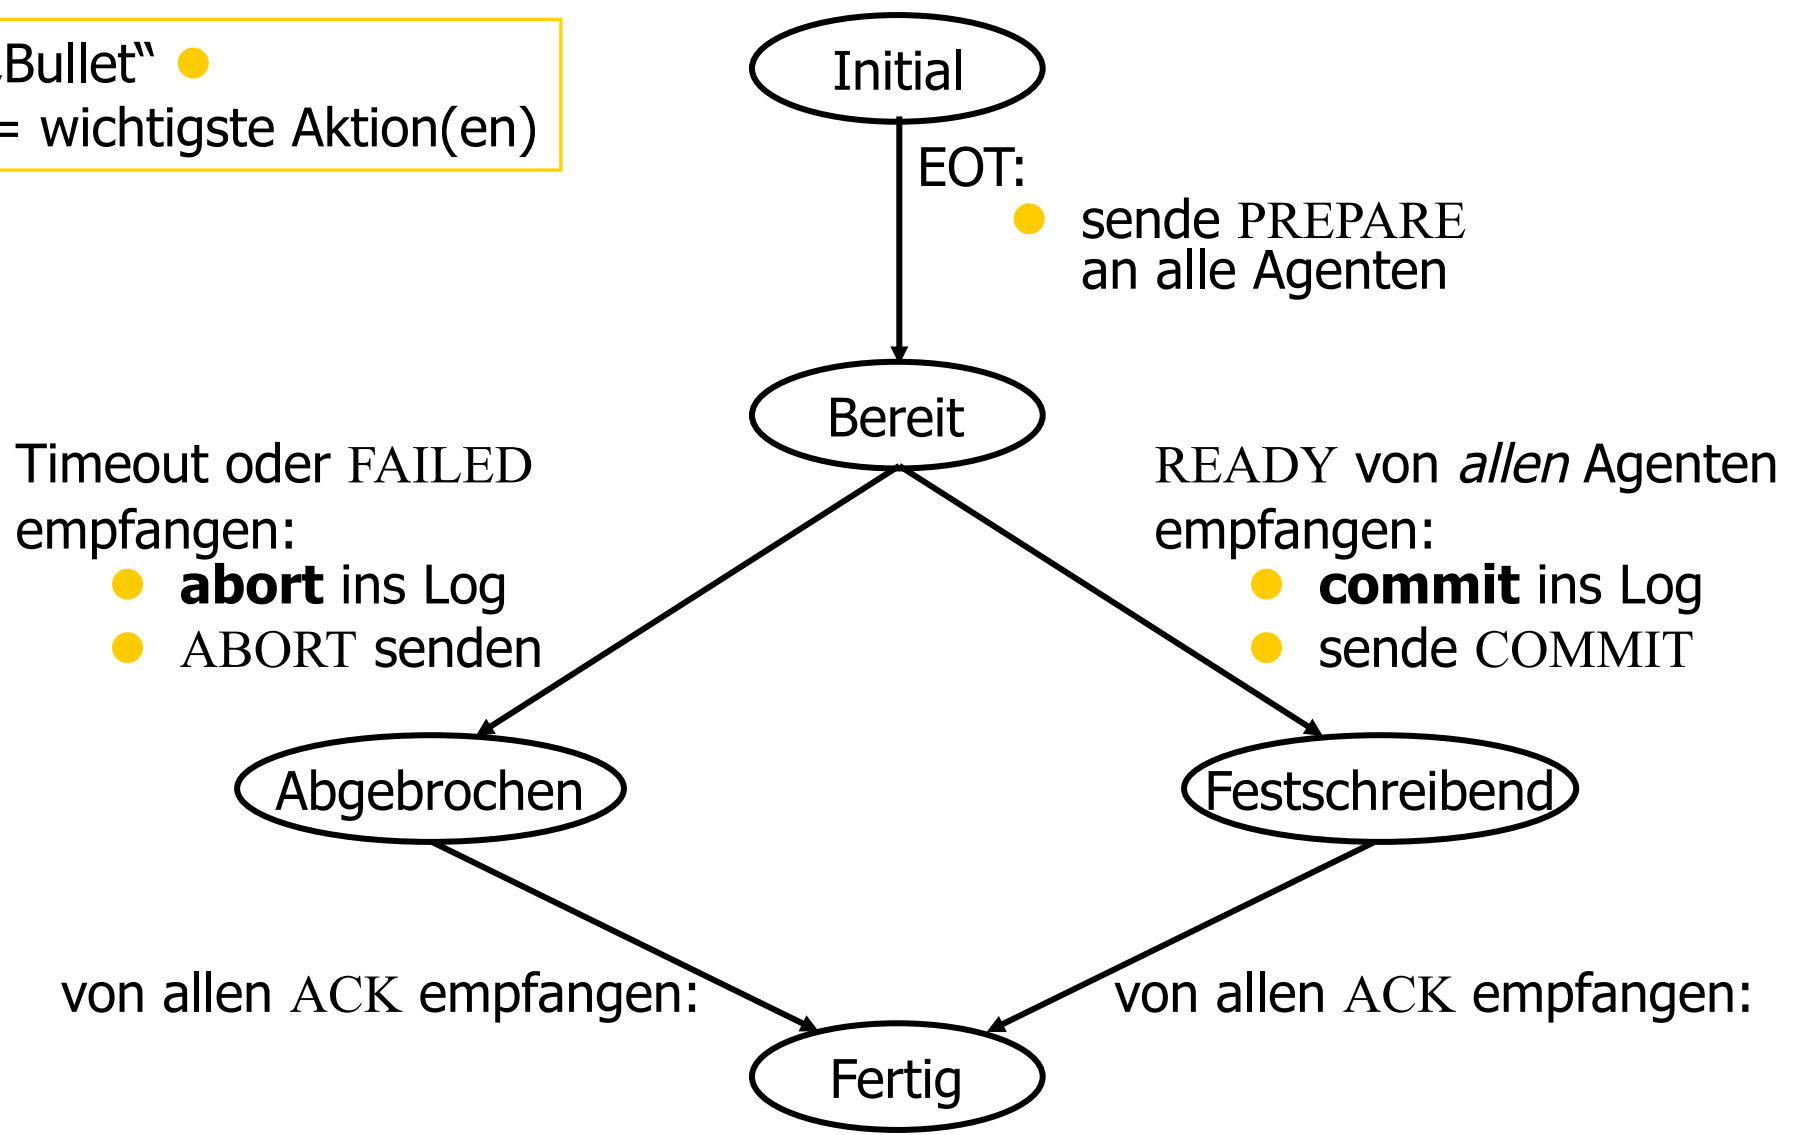 „Bullet“
= wichtigste Aktion(en)
Initial
EOT:
sende PREPARE
an alle Agenten
Bereit
Timeout oder FAILED
empfangen:
abort ins Log
ABORT senden
READY von allen Agenten
empfangen:
commit ins Log
sende COMMIT
Abgebrochen
Festschreibend
von allen ACK empfangen:
von allen ACK empfangen:
Fertig